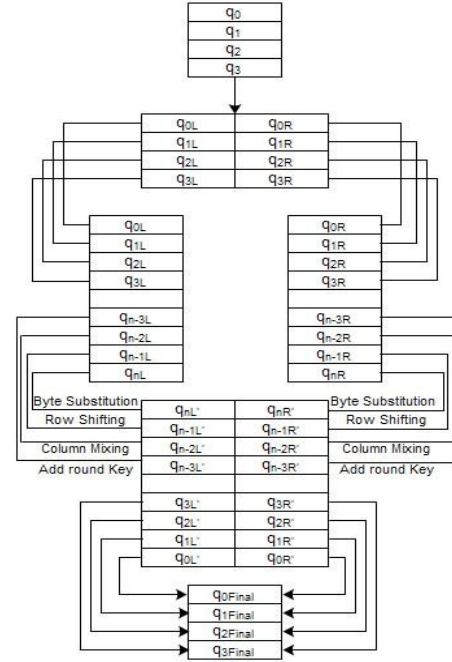 q0
q1
q2
q3
q0L q0R
q1L q1R
q2L q2R
q3L q3R
q0L q0R
q1L q1R
q2L q2R
q3L q3R
qn-3L qn-3R
qn-2L qn-2R
qn-1L qn-1R
qnL qnR
Byte Substitution qnL' qnR' Byte Substitution
Row Shifting qn-1L' qn-1R' Row Shifting
Column Mixing qn-2L' qn-2R' Column Mixing
Add round Key qn-3L' qn-3R' Add round Key
q3L' q3R'
q2L' q2R'
q1L' q1R'
q0L' q0R'
q0Final
q1Final
q2Final
q3Final